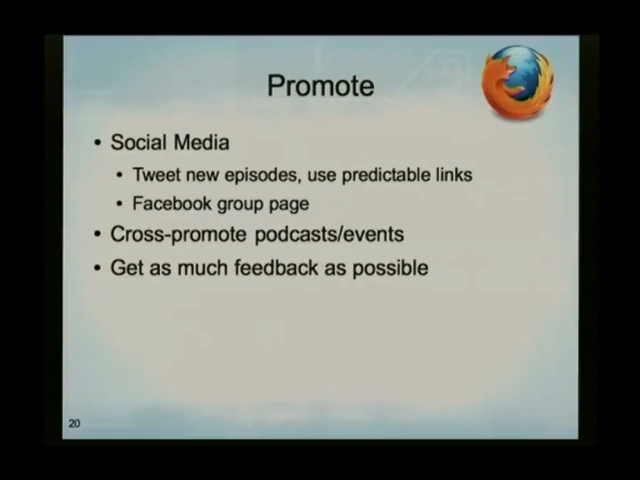 Promote
• Social Media
• Tweet new episodes, use predictable links
• Facebook group page
• Cross-promote podcasts/events
• Get as much feedback as possible
20